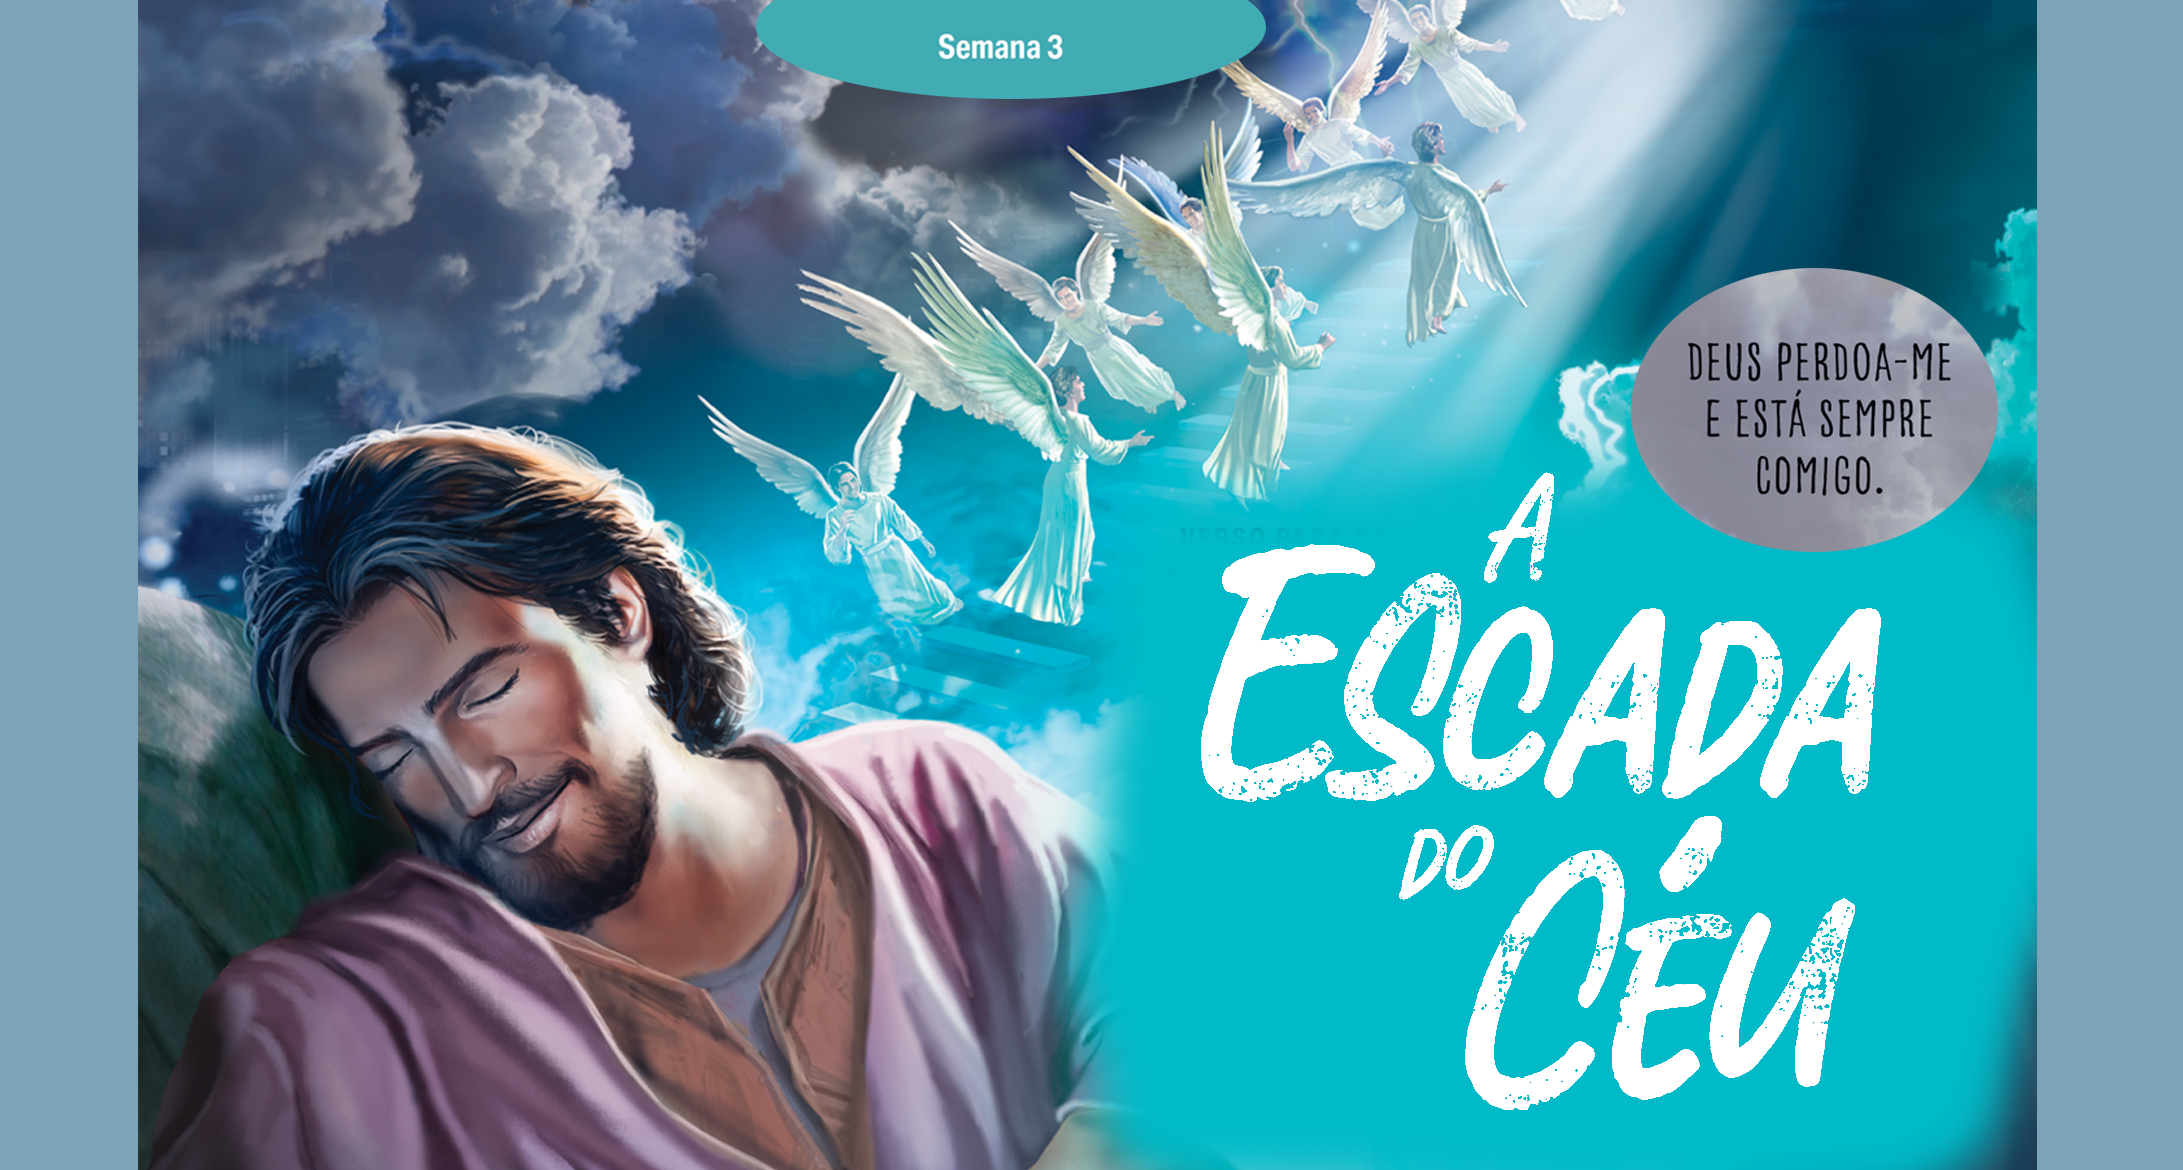 Semana 3
DEUS PERDOA-ME
E ESTÁ SEMPRE
COMIGO.
A
ESCADA
DO
CÉU